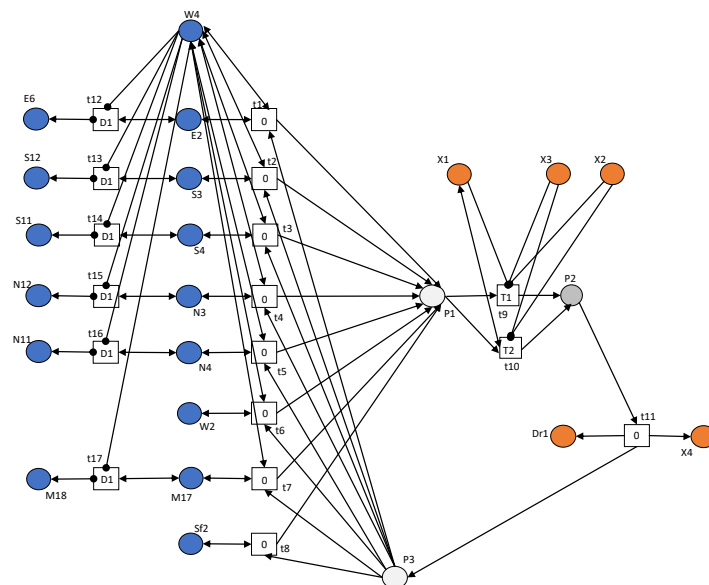 W4
E6
t12
D1
E2
t1
0
S12
t13
D1
S3
t2
0
S11
t14
D1
S4
t3
0
N12
t15
D1
N3
t4
0
N11
t16
D1
N4
t5
0
W2
t6
0
M18
t17
D1
M17
t7
0
Sf2
t8
0
P3
P1
X1
X3
X2
T1
t9
T2
t10
P2
t11
0
Dr1
X4